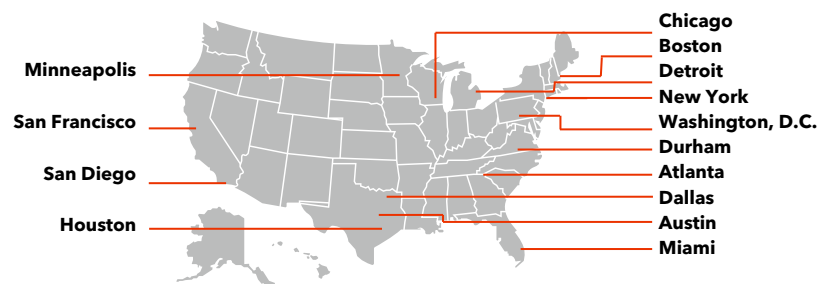 Minneapolis
San Francisco
San Diego
Houston
Chicago
Boston
Detroit
New York
Washington, D.C.
Durham
Atlanta
Dallas
Austin
Miami